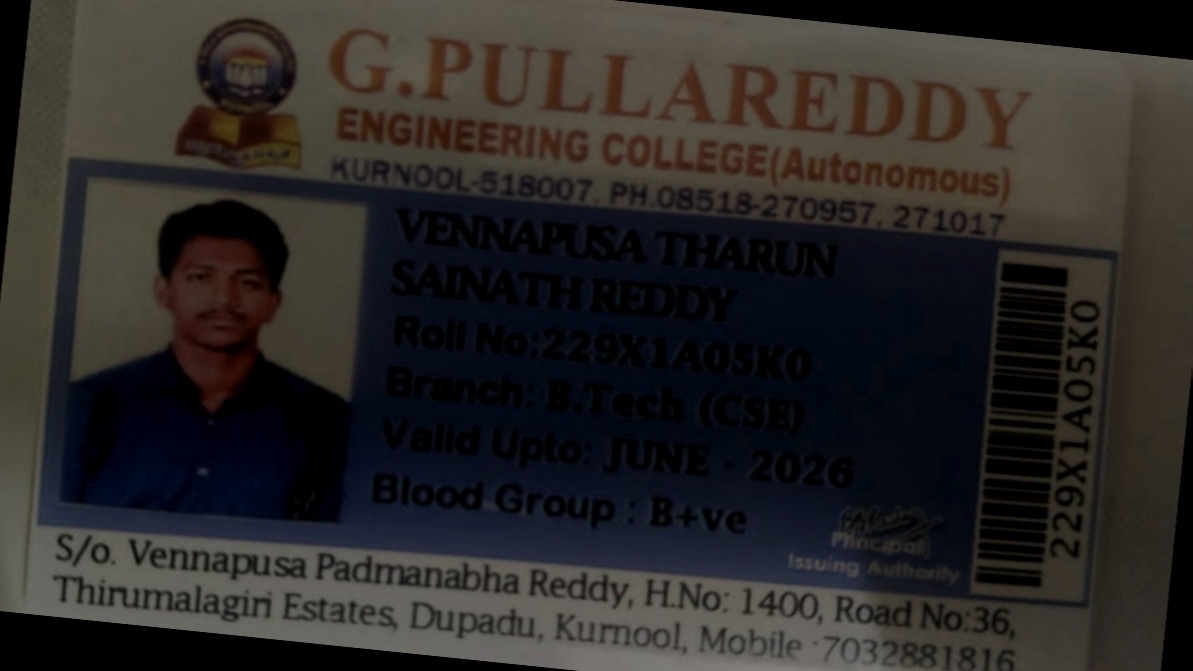 G.PULLAREDDY
ENGINEERING COLLEGE(Autonomous)
KURNOOL-518007. PH.08518-270957, 271017
VENNAPUSA THARUN
SAINATH REDDY
Roll No:229X1A05K0
Branch: B.Tech (CSE)
Valid Upto: JUNE - 2026
Blood Group : B+ve
Principal
Issuing Authority
229X1A05K0
S/o. Vennapusa Padmanabha Reddy, H.No: 1400, Road No:36,
Thirumalagiri Estates, Dupadu, Kurnool, Mobile :7032881816